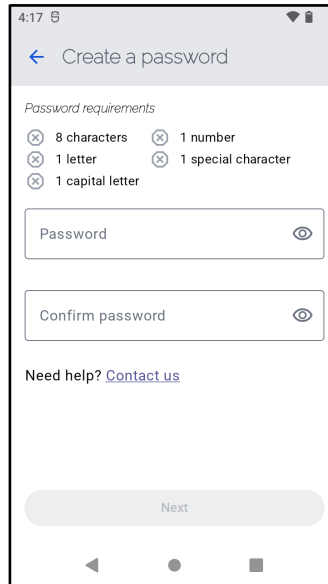 4:17
Create a password
Password requirements
8 characters
1 number
1 letter
1 special character
1 capital letter
Password
Confirm password
Need help? Contact us
Next